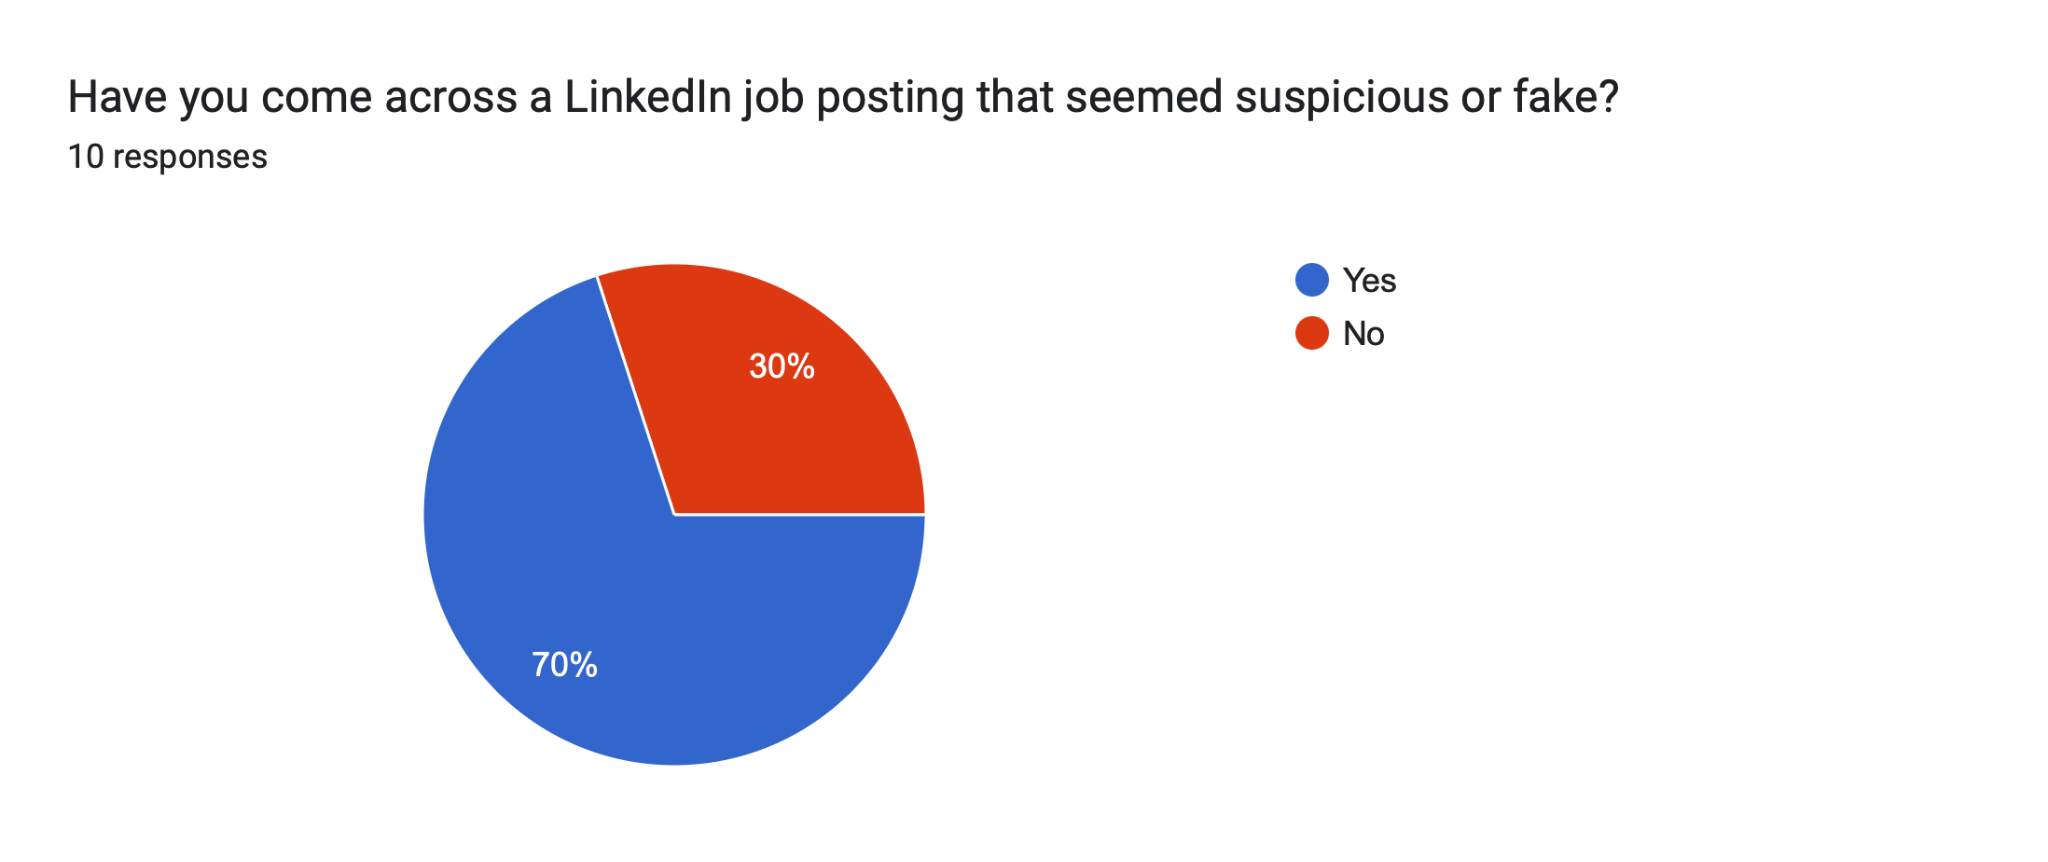 Have you come across a LinkedIn job posting that seemed suspicious or fake?
10 responses
Yes
No
30%
70%